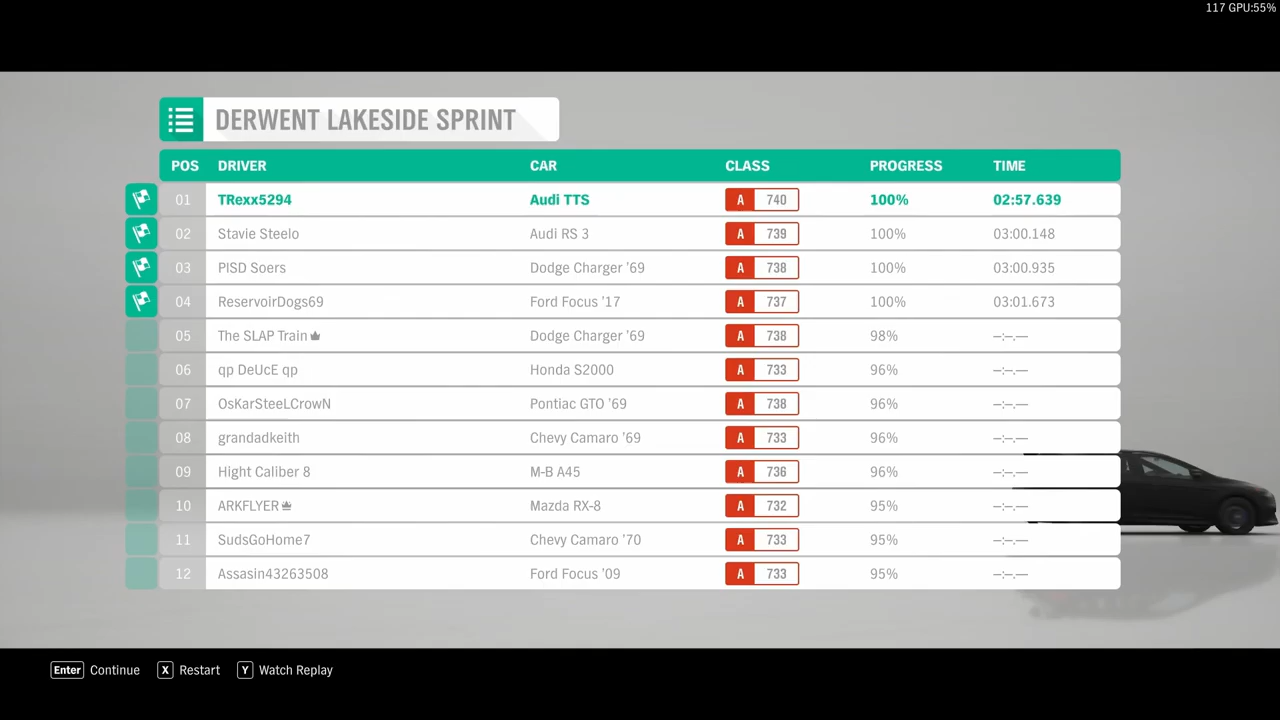 117 GPU:55%
DERWENT LAKESIDE SPRINT
POS DRIVER CAR CLASS PROGRESS TIME
01 TRexx5294 Audi TTS A 740 100% 02:57.639
02 Stavie Steelo Audi RS 3 A 739 100% 03:00.148
03 PISD Soers Dodge Charger '69 A 738 100% 03:00.935
04 ReservoirDogs69 Ford Focus '17 A 737 100% 03:01.673
05 The SLAP Train Dodge Charger '69 A 738 98% –:–.––
06 qp DeUcE qp Honda S2000 A 733 96% –:–.––
07 OsKarSteeLCrowN Pontiac GTO '69 A 738 96% –:–.––
08 grandadkeith Chevy Camaro '69 A 733 96% –:–.––
09 Hight Caliber 8 M-B A45 A 736 96% –:–.––
10 ARKFLYER Mazda RX-8 A 732 95% –:–.––
11 SudsGoHome7 Chevy Camaro '70 A 733 95% –:–.––
12 Assasin43263508 Ford Focus '09 A 733 95% –:–.––
Enter Continue X Restart Y Watch Replay